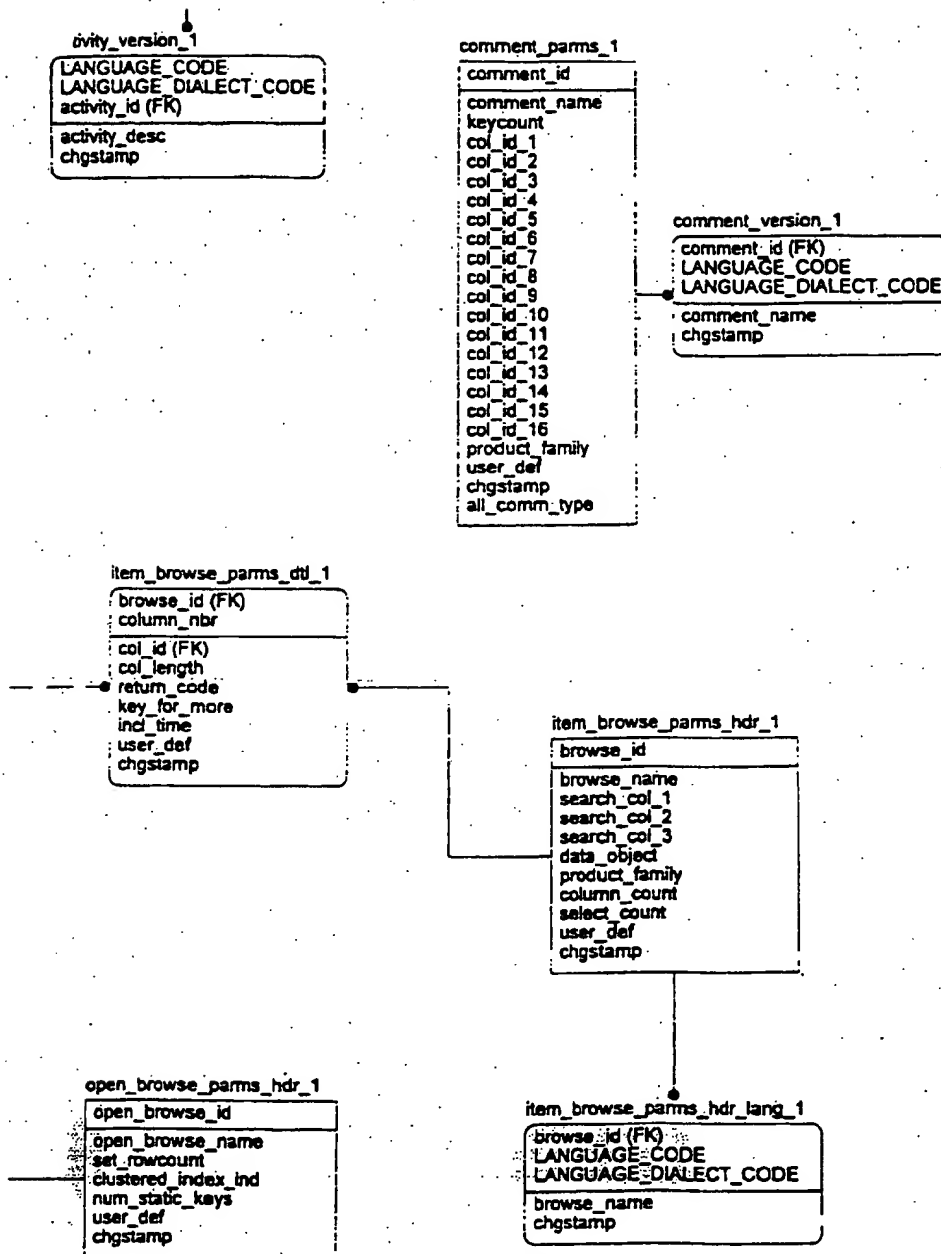 ivity_version_1
LANGUAGE_CODE
LANGUAGE_DIALECT_CODE
activity_id (FK)
activity_desc
chgstamp
comment_parms_1
comment_id
comment_name
keycount
col_id_1
col_id_2
col_id_3
col_id_4
col_id_5
col_id_6
col_id_7
col_id_8
col_id_9
col_id_10
col_id_11
col_id_12
col_id_13
col_id_14
col_id_15
col_id_16
product_family
user_def
chgstamp
all_comm_type
comment_version_1
comment_id (FK)
LANGUAGE_CODE
LANGUAGE_DIALECT_CODE
comment_name
chgstamp
item_browse_parms_dtl_1
browse_id (FK)
column_nbr
col_id (FK)
col_length
return_code
key_for_more
incl_time
user_def
chgstamp
item_browse_parms_hdr_1
browse_id
browse_name
search_col_1
search_col_2
search_col_3
data_object
product_family
column_count
select_count
user_def
chgstamp
open_browse_parms_hdr_1
open_browse_id
open_browse_name
set_rowcount
clustered_index_ind
num_static_keys
user_def
chgstamp
item_browse_parms_hdr_lang_1
browse_id (FK)
LANGUAGE_CODE
LANGUAGE_DIALECT_CODE
browse_name
chgstamp